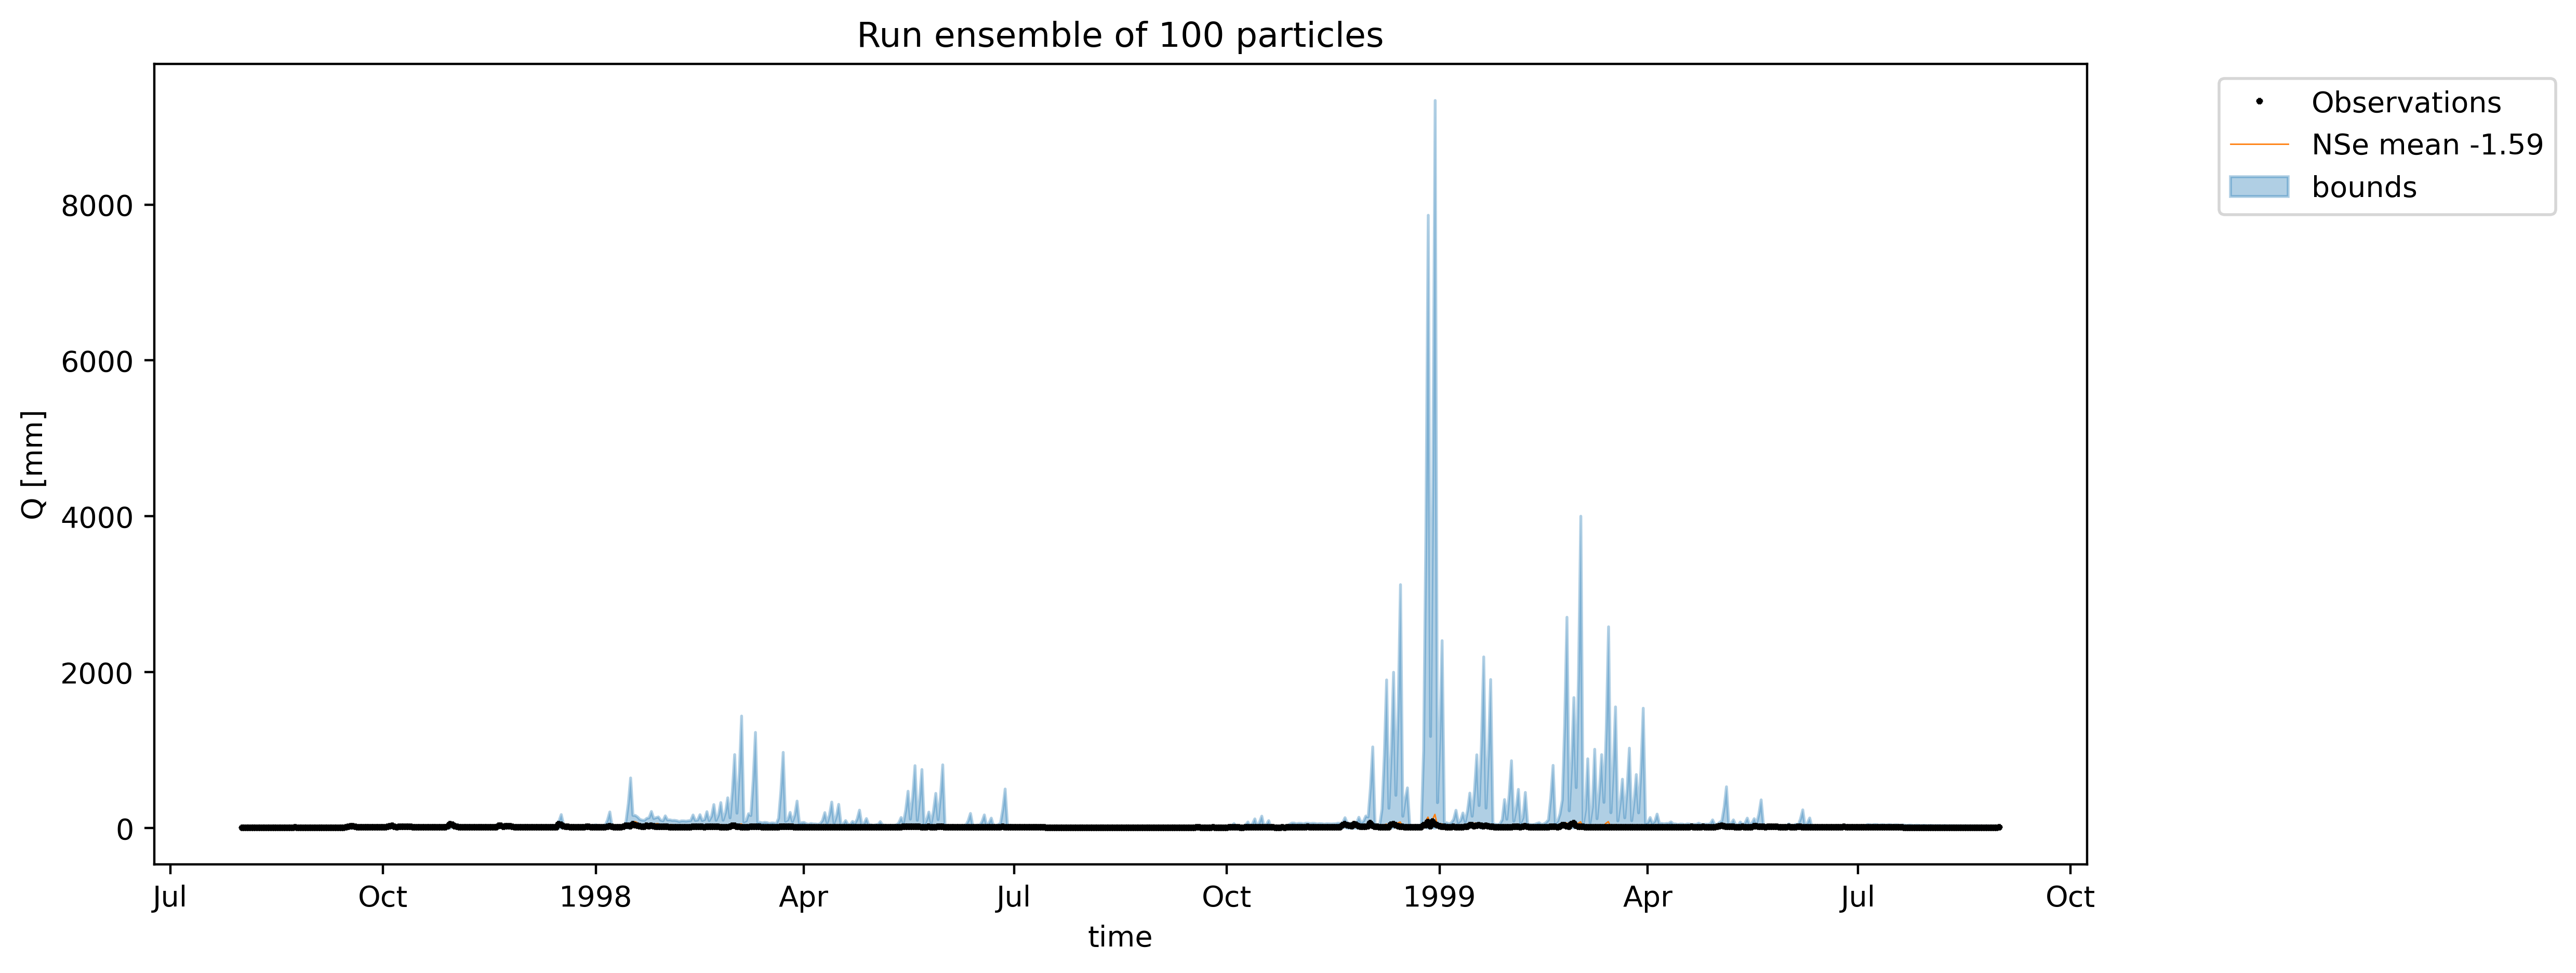 Run ensemble of 100 particles
Observations
NSe mean -1.59
bounds
Q [mm]
8000
6000
4000
2000
0
Jul Oct 1998 Apr Jul Oct 1999 Apr Jul Oct
time